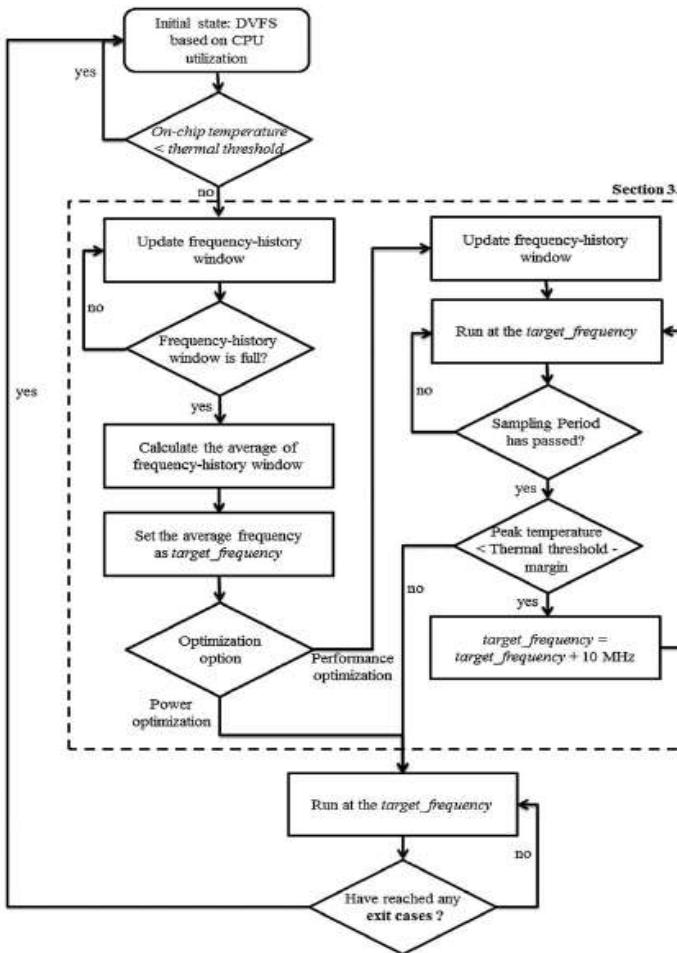 Initial state: DVFS
based on CPU
utilization
yes
On-chip temperature
< thermal threshold
no
Section 3.
Update frequency-history
window
no
Frequency-history
window is full?
yes
Calculate the average of
frequency-history window
Set the average frequency
as target_frequency
Optimization
option
Performance
optimization
Power
optimization
Update frequency-history
window
Run at the target_frequency
no
Sampling Period
has passed?
yes
Peak temperature
< Thermal threshold -
margin
no
yes
target_frequency =
target_frequency + 10 MHz
Run at the target_frequency
no
Have reached any
exit cases ?
yes